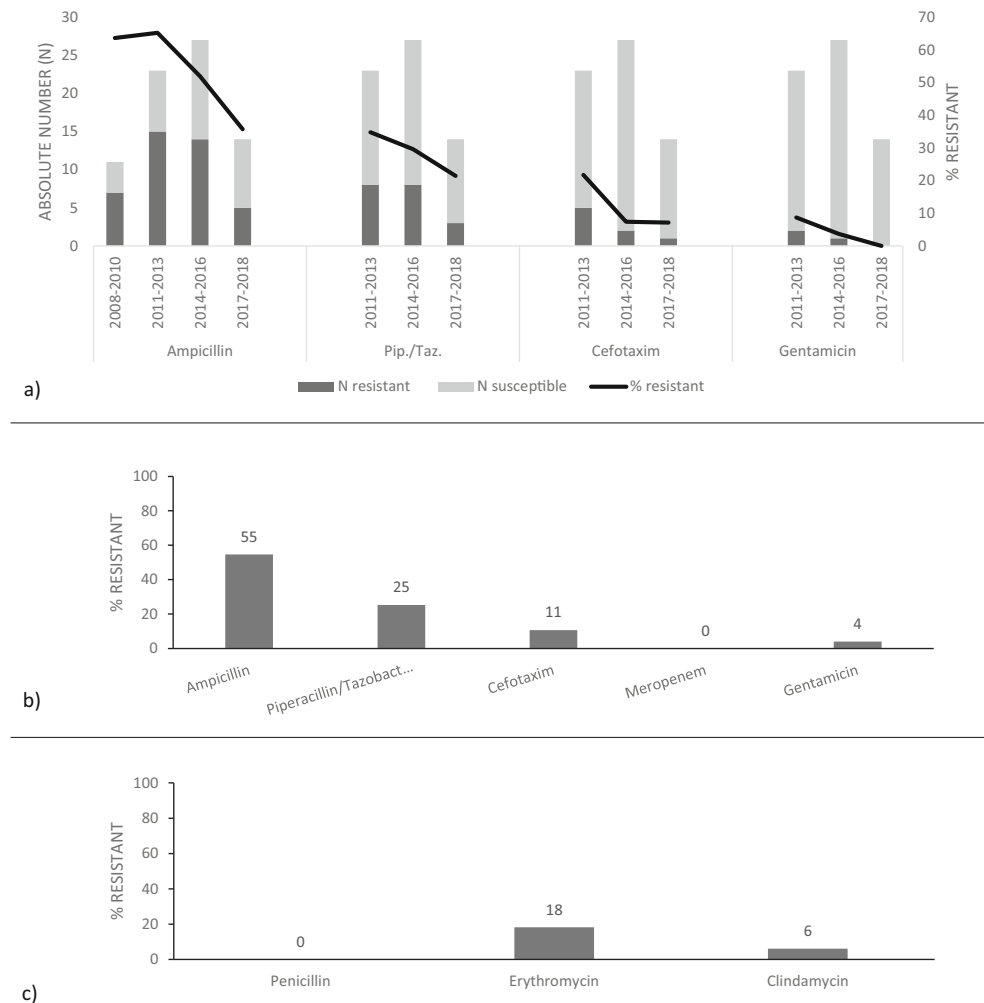 30
25
20
15
10
5
0
ABSOLUTE NUMBER (N)
70
60
50
40
30
20
10
0
% RESISTANT
2008-2010
2011-2013
2014-2016
2017-2018
2011-2013
2014-2016
2017-2018
2011-2013
2014-2016
2017-2018
2011-2013
2014-2016
2017-2018
Ampicillin
Pip./Taz.
Cefotaxim
Gentamicin
a)
N resistant
N susceptible
% resistant
100
80
60
40
20
0
% RESISTANT
55
25
11
0
4
Ampicillin
Piperacillin/Tazobact...
Cefotaxim
Meropenem
Gentamicin
b)
100
80
60
40
20
0
% RESISTANT
0
18
6
Penicillin
Erythromycin
Clindamycin
c)